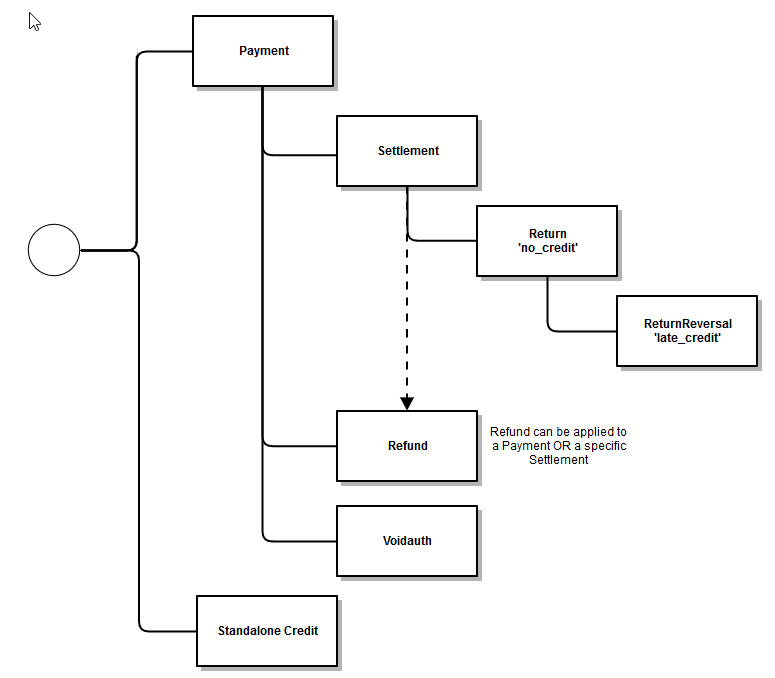 Payment
Settlement
Return
'no_credit'
ReturnReversal
'late_credit'
Refund
Refund can be applied to
a Payment OR a specific
Settlement
Voidauth
Standalone Credit